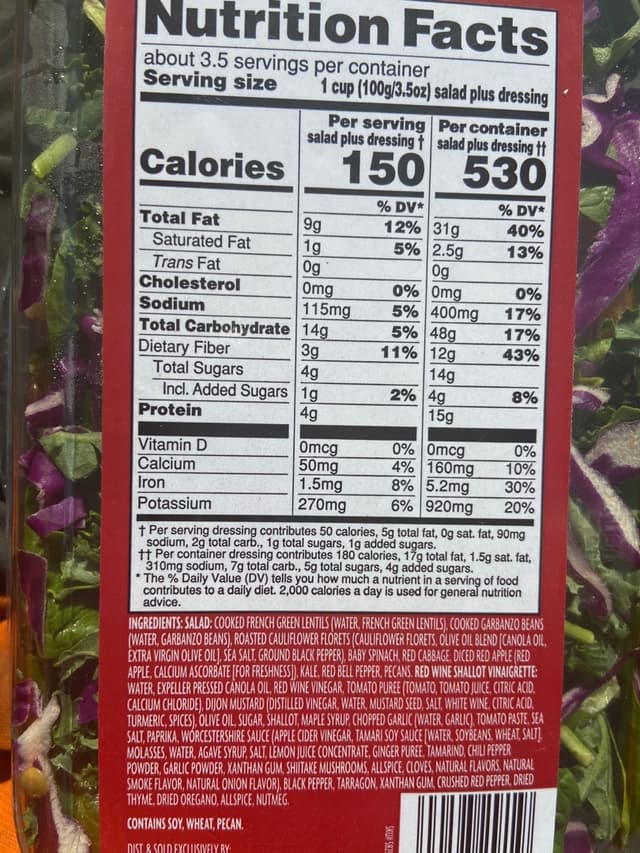 Nutrition Facts
about 3.5 servings per container
Serving size 1 cup (100g/3.5oz) salad plus dressing
Per serving Per container
salad plus dressing † salad plus dressing ††
Calories 150 530
% DV* % DV*
Total Fat 9g 12% 31g 40%
Saturated Fat 1g 5% 2.5g 13%
Trans Fat 0g 0g
Cholesterol 0mg 0% 0mg 0%
Sodium 115mg 5% 400mg 17%
Total Carbohydrate 14g 5% 48g 17%
Dietary Fiber 3g 11% 12g 43%
Total Sugars 4g 14g
Incl. Added Sugars 1g 2% 4g 8%
Protein 4g 15g
Vitamin D 0mcg 0% 0mcg 0%
Calcium 50mg 4% 160mg 10%
Iron 1.5mg 8% 5.2mg 30%
Potassium 270mg 6% 920mg 20%
† Per serving dressing contributes 50 calories, 5g total fat, 0g sat. fat, 90mg
sodium, 2g total carb., 1g total sugars, 1g added sugars.
†† Per container dressing contributes 180 calories, 17g total fat, 1.5g sat. fat,
310mg sodium, 7g total carb., 5g total sugars, 4g added sugars.
* The % Daily Value (DV) tells you how much a nutrient in a serving of food
contributes to a daily diet. 2,000 calories a day is used for general nutrition
advice.
INGREDIENTS: SALAD: COOKED FRENCH GREEN LENTILS (WATER, FRENCH GREEN LENTILS), COOKED GARBANZO BEANS
(WATER, GARBANZO BEANS), ROASTED CAULIFLOWER FLORETS (CAULIFLOWER FLORETS, OLIVE OIL BLEND [CANOLA OIL,
EXTRA VIRGIN OLIVE OIL], SEA SALT, GROUND BLACK PEPPER), BABY SPINACH, RED CABBAGE, DICED RED APPLE (RED
APPLE, CALCIUM ASCORBATE [FOR FRESHNESS]), KALE, RED BELL PEPPER, PECANS. RED WINE SHALLOT VINAIGRETTE:
WATER, EXPELLER PRESSED CANOLA OIL, RED WINE VINEGAR, TOMATO PUREE (TOMATO, TOMATO JUICE, CITRIC ACID,
CALCIUM CHLORIDE), DIJON MUSTARD (DISTILLED VINEGAR, WATER, MUSTARD SEED, SALT, WHITE WINE, CITRIC ACID,
TURMERIC, SPICES), OLIVE OIL, SUGAR, SHALLOT, MAPLE SYRUP, CHOPPED GARLIC (WATER, GARLIC), TOMATO PASTE, SEA
SALT, PAPRIKA, WORCESTERSHIRE SAUCE (APPLE CIDER VINEGAR, TAMARI SOY SAUCE [WATER, SOYBEANS, WHEAT, SALT],
MOLASSES, WATER, AGAVE SYRUP, SALT, LEMON JUICE CONCENTRATE, GINGER PUREE, TAMARIND, CHILI PEPPER
POWDER, GARLIC POWDER, XANTHAN GUM, SHIITAKE MUSHROOMS, ALLSPICE, CLOVES, NATURAL FLAVORS, NATURAL
SMOKE FLAVOR, NATURAL ONION FLAVOR), BLACK PEPPER, TARRAGON, XANTHAN GUM, CRUSHED RED PEPPER, DRIED
THYME, DRIED OREGANO, ALLSPICE, NUTMEG.
CONTAINS SOY, WHEAT, PECAN.
DIST. & SOLD EXCLUSIVELY BY: